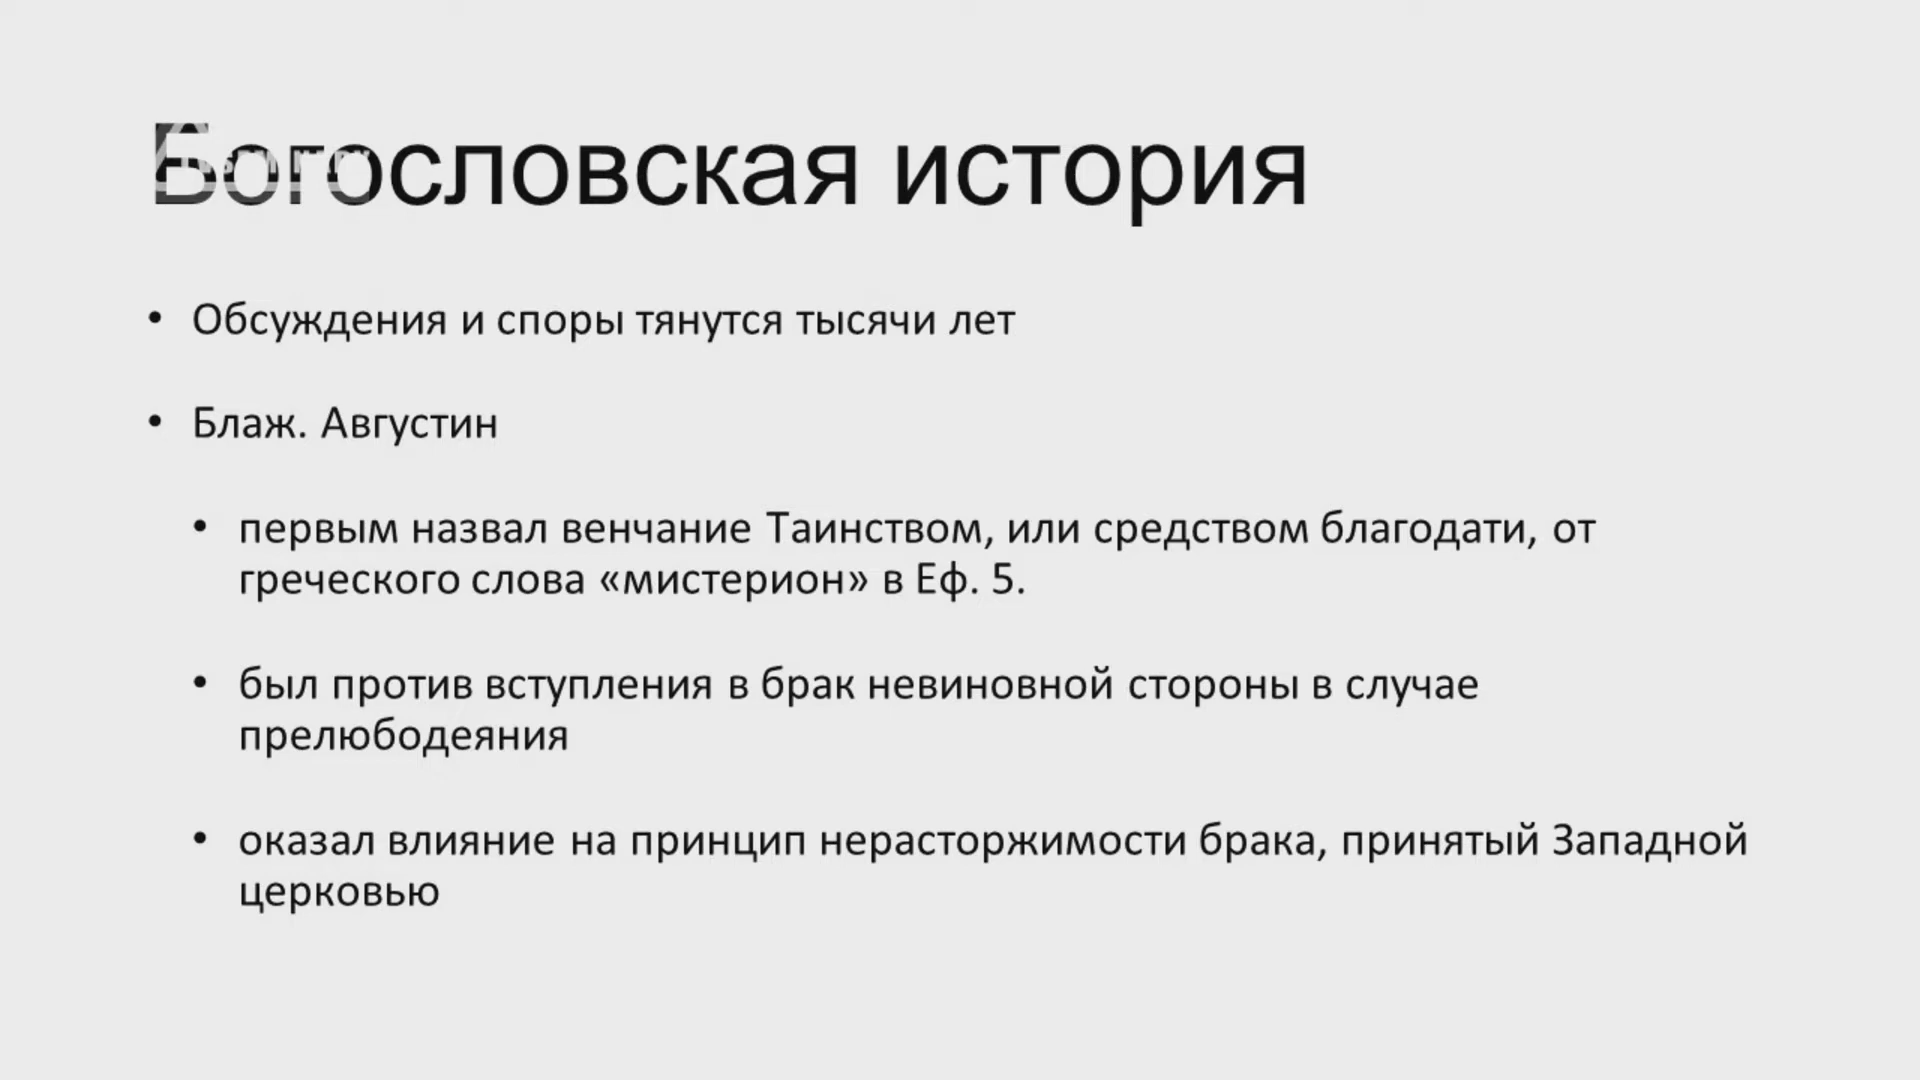 Богословская история
• Обсуждения и споры тянутся тысячи лет
• Блаж. Августин
• первым назвал венчание Таинством, или средством благодати, от
греческого слова «мистерион» в Еф. 5.
• был против вступления в брак невиновной стороны в случае
прелюбодеяния
• оказал влияние на принцип нерасторжимости брака, принятый Западной
церковью